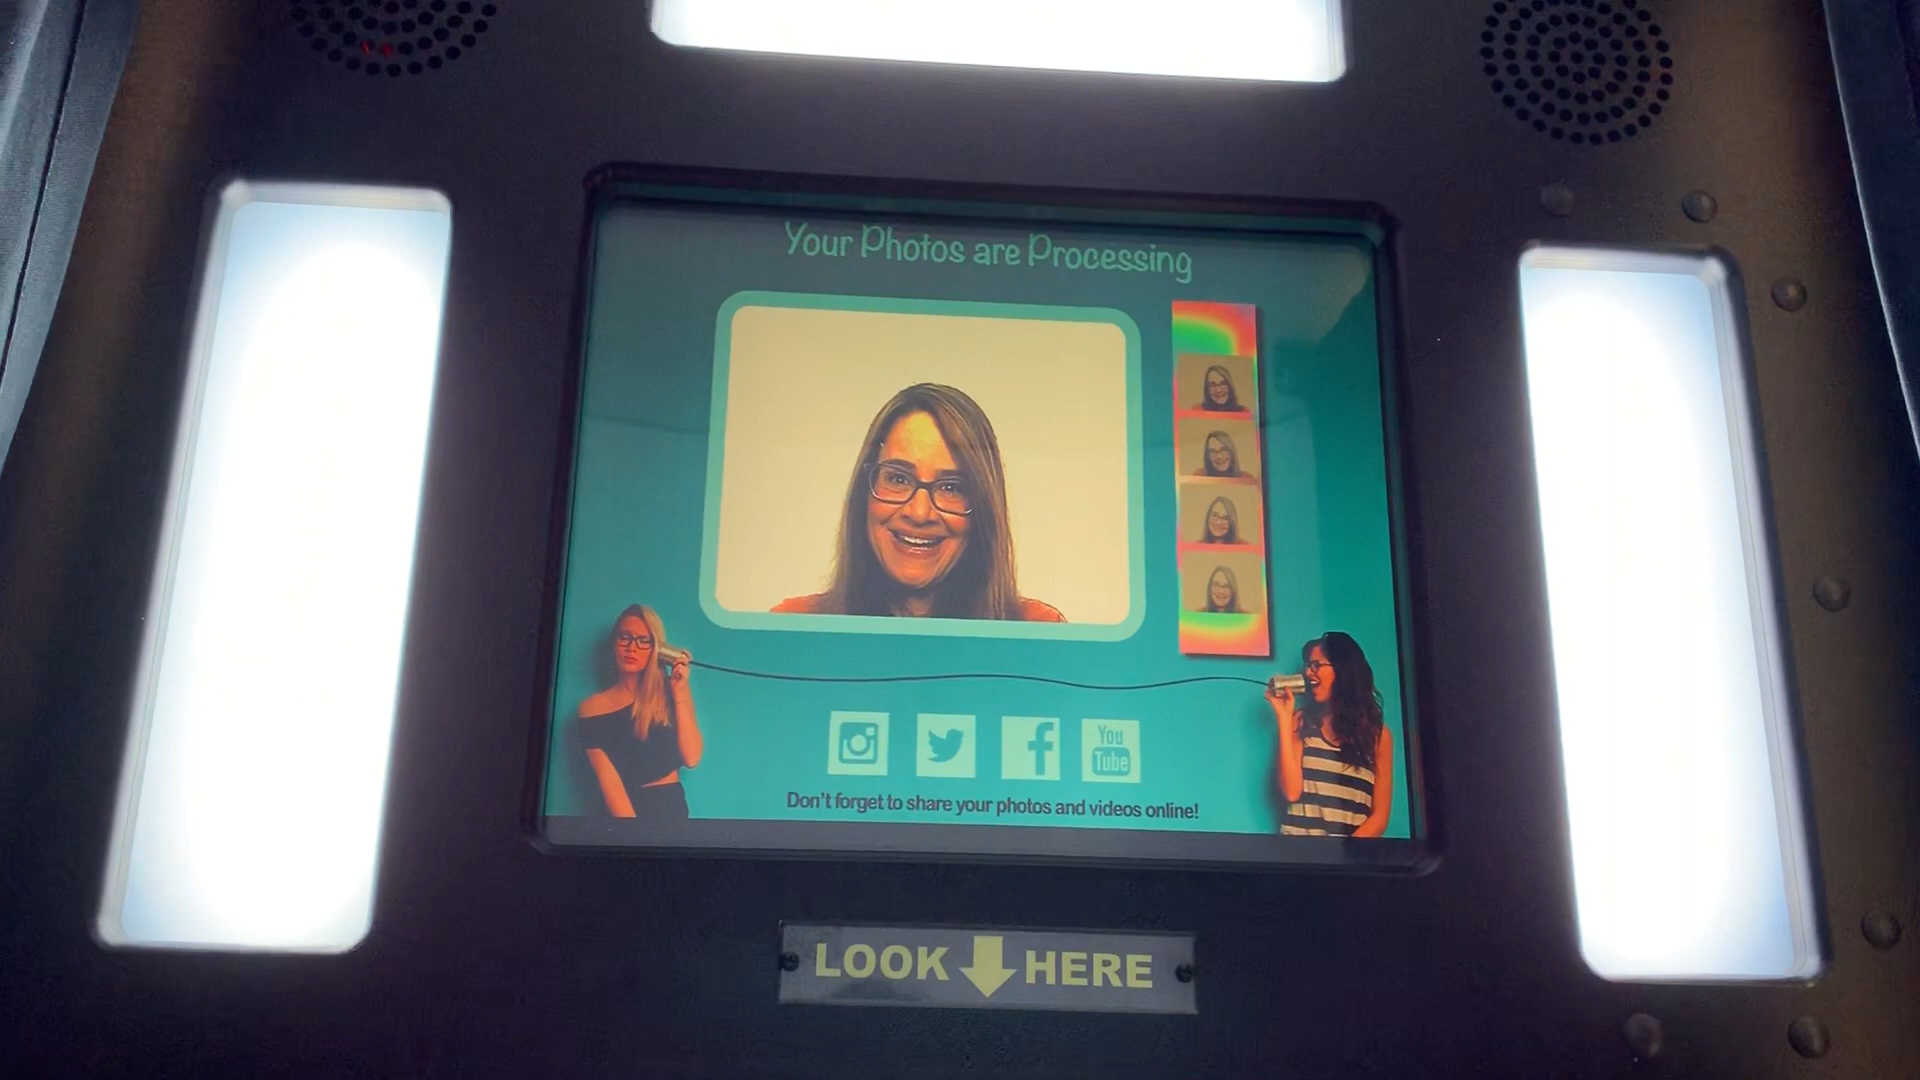 Your Photos are Processing
You
Tube
Don't forget to share your photos and videos online!
LOOK HERE